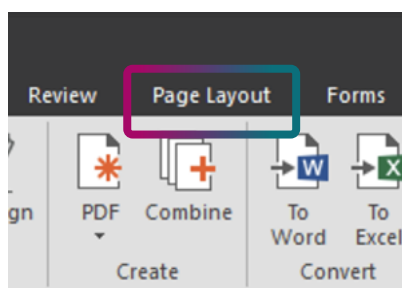 Review Page Layout Forms
gn PDF Combine To Word To Excel
Create Convert